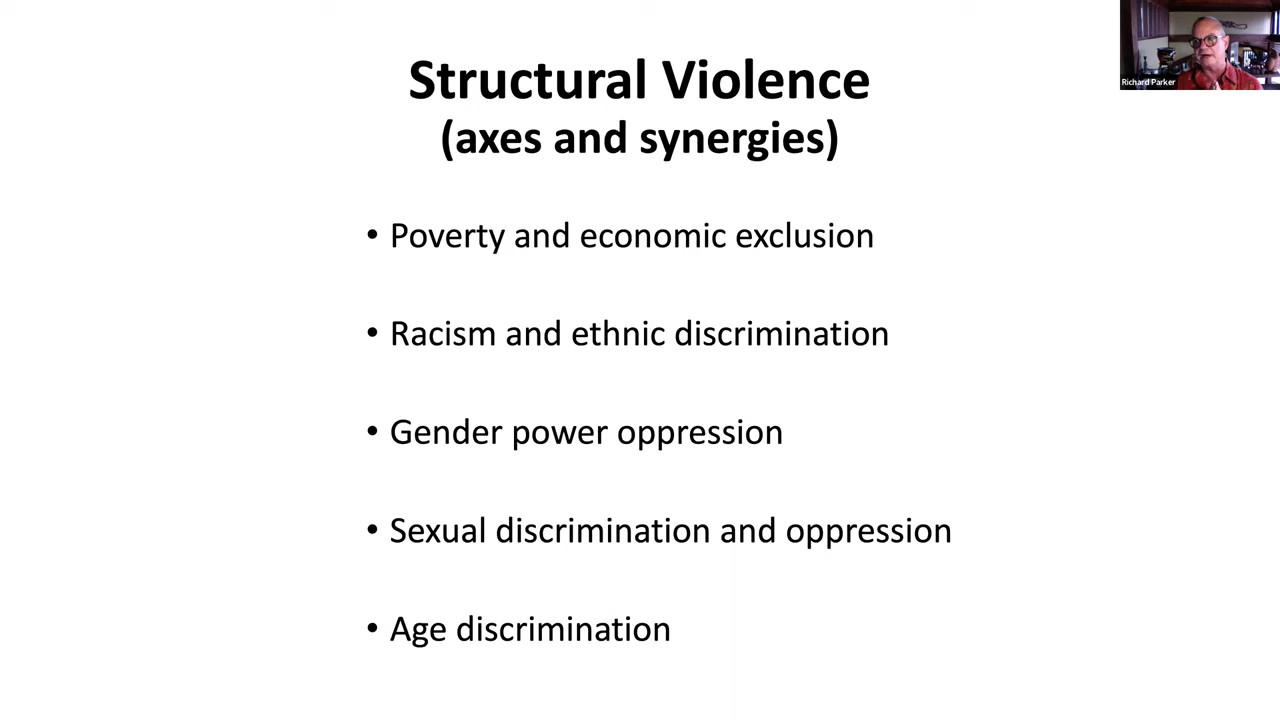 Structural Violence
(axes and synergies)
Richard Parker
• Poverty and economic exclusion
• Racism and ethnic discrimination
• Gender power oppression
• Sexual discrimination and oppression
• Age discrimination